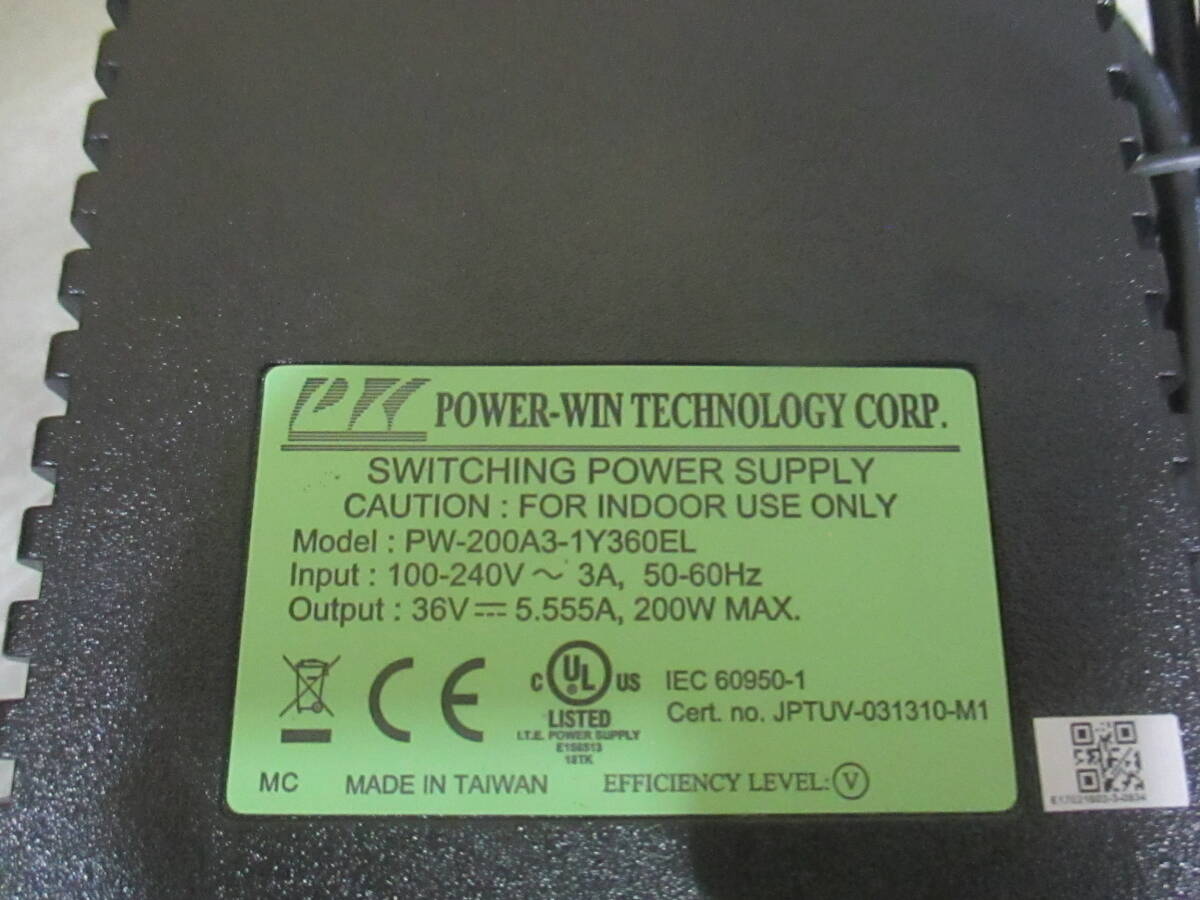 PW
POWER-WIN TECHNOLOGY CORP.
SWITCHING POWER SUPPLY
CAUTION : FOR INDOOR USE ONLY
Model : PW-200A3-1Y360EL
Input : 100-240V ~ 3A, 50-60Hz
Output : 36V ⎓ 5.555A, 200W MAX.
CE
C UL US
LISTED
I.T.E. POWER SUPPLY
IEC 60950-1
Cert. no. JPTUV-031310-M1
MC MADE IN TAIWAN EFFICIENCY LEVEL: V